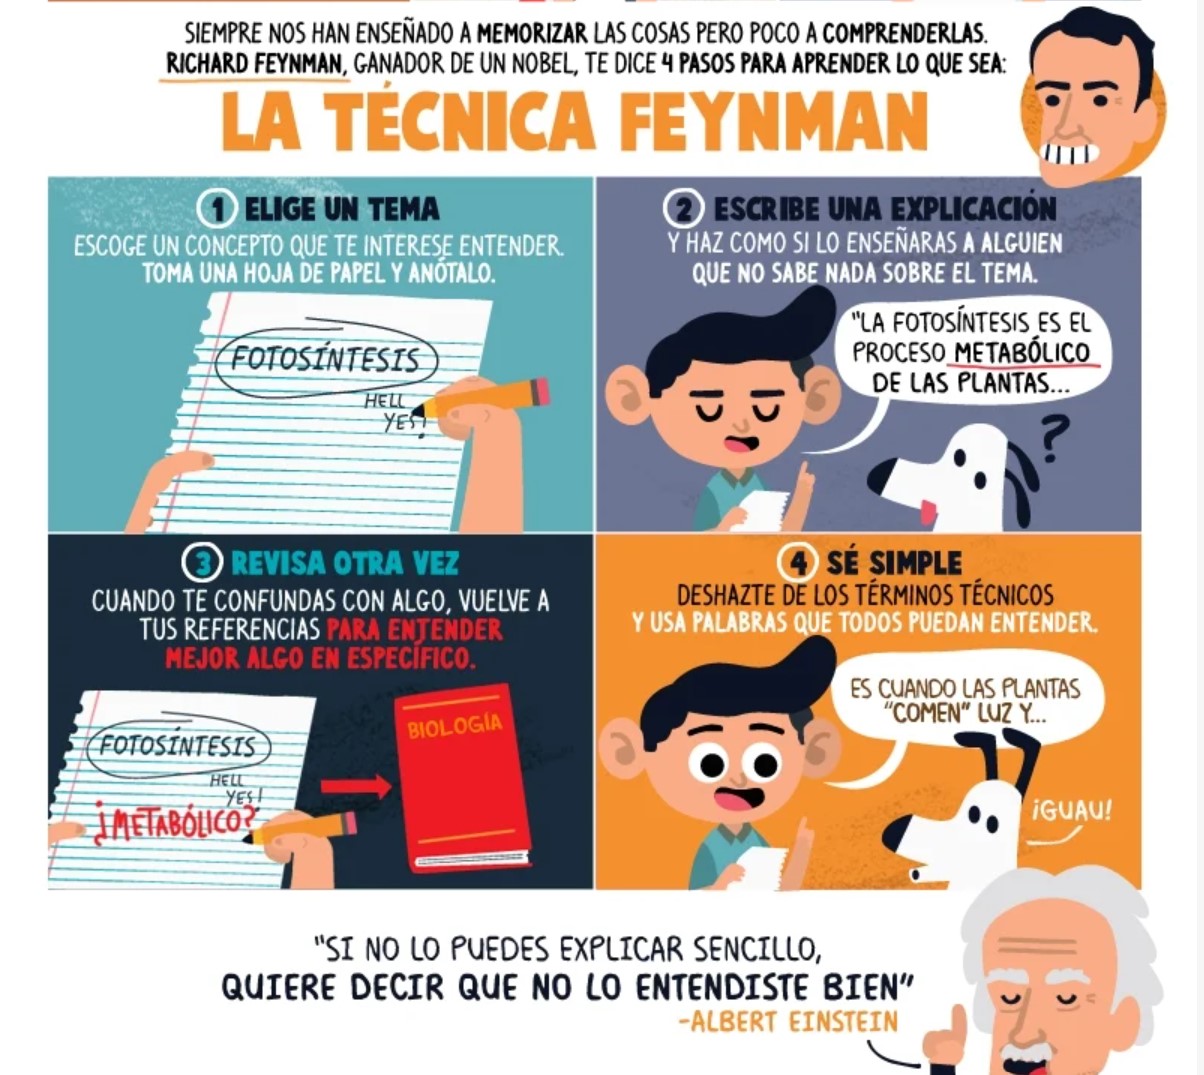 SIEMPRE NOS HAN ENSEÑADO A MEMORIZAR LAS COSAS PERO POCO A COMPRENDERLAS.
RICHARD FEYNMAN, GANADOR DE UN NOBEL, TE DICE 4 PASOS PARA APRENDER LO QUE SEA:
LA TÉCNICA FEYNMAN
1 ELIGE UN TEMA
ESCOGE UN CONCEPTO QUE TE INTERESE ENTENDER.
TOMA UNA HOJA DE PAPEL Y ANÓTALO.
FOTOSÍNTESIS
HELL
YES!
2 ESCRIBE UNA EXPLICACIÓN
Y HAZ COMO SI LO ENSEÑARAS A ALGUIEN
QUE NO SABE NADA SOBRE EL TEMA.
"LA FOTOSÍNTESIS ES EL
PROCESO METABÓLICO
DE LAS PLANTAS...
?
3 REVISA OTRA VEZ
CUANDO TE CONFUNDAS CON ALGO, VUELVE A
TUS REFERENCIAS PARA ENTENDER
MEJOR ALGO EN ESPECÍFICO.
FOTOSÍNTESIS
HELL
YES!
¿METABÓLICO?
BIOLOGÍA
4 SÉ SIMPLE
DESHAZTE DE LOS TÉRMINOS TÉCNICOS
Y USA PALABRAS QUE TODOS PUEDAN ENTENDER.
ES CUANDO LAS PLANTAS
"COMEN" LUZ Y...
¡GUAU!
"SI NO LO PUEDES EXPLICAR SENCILLO,
QUIERE DECIR QUE NO LO ENTENDISTE BIEN"
-ALBERT EINSTEIN